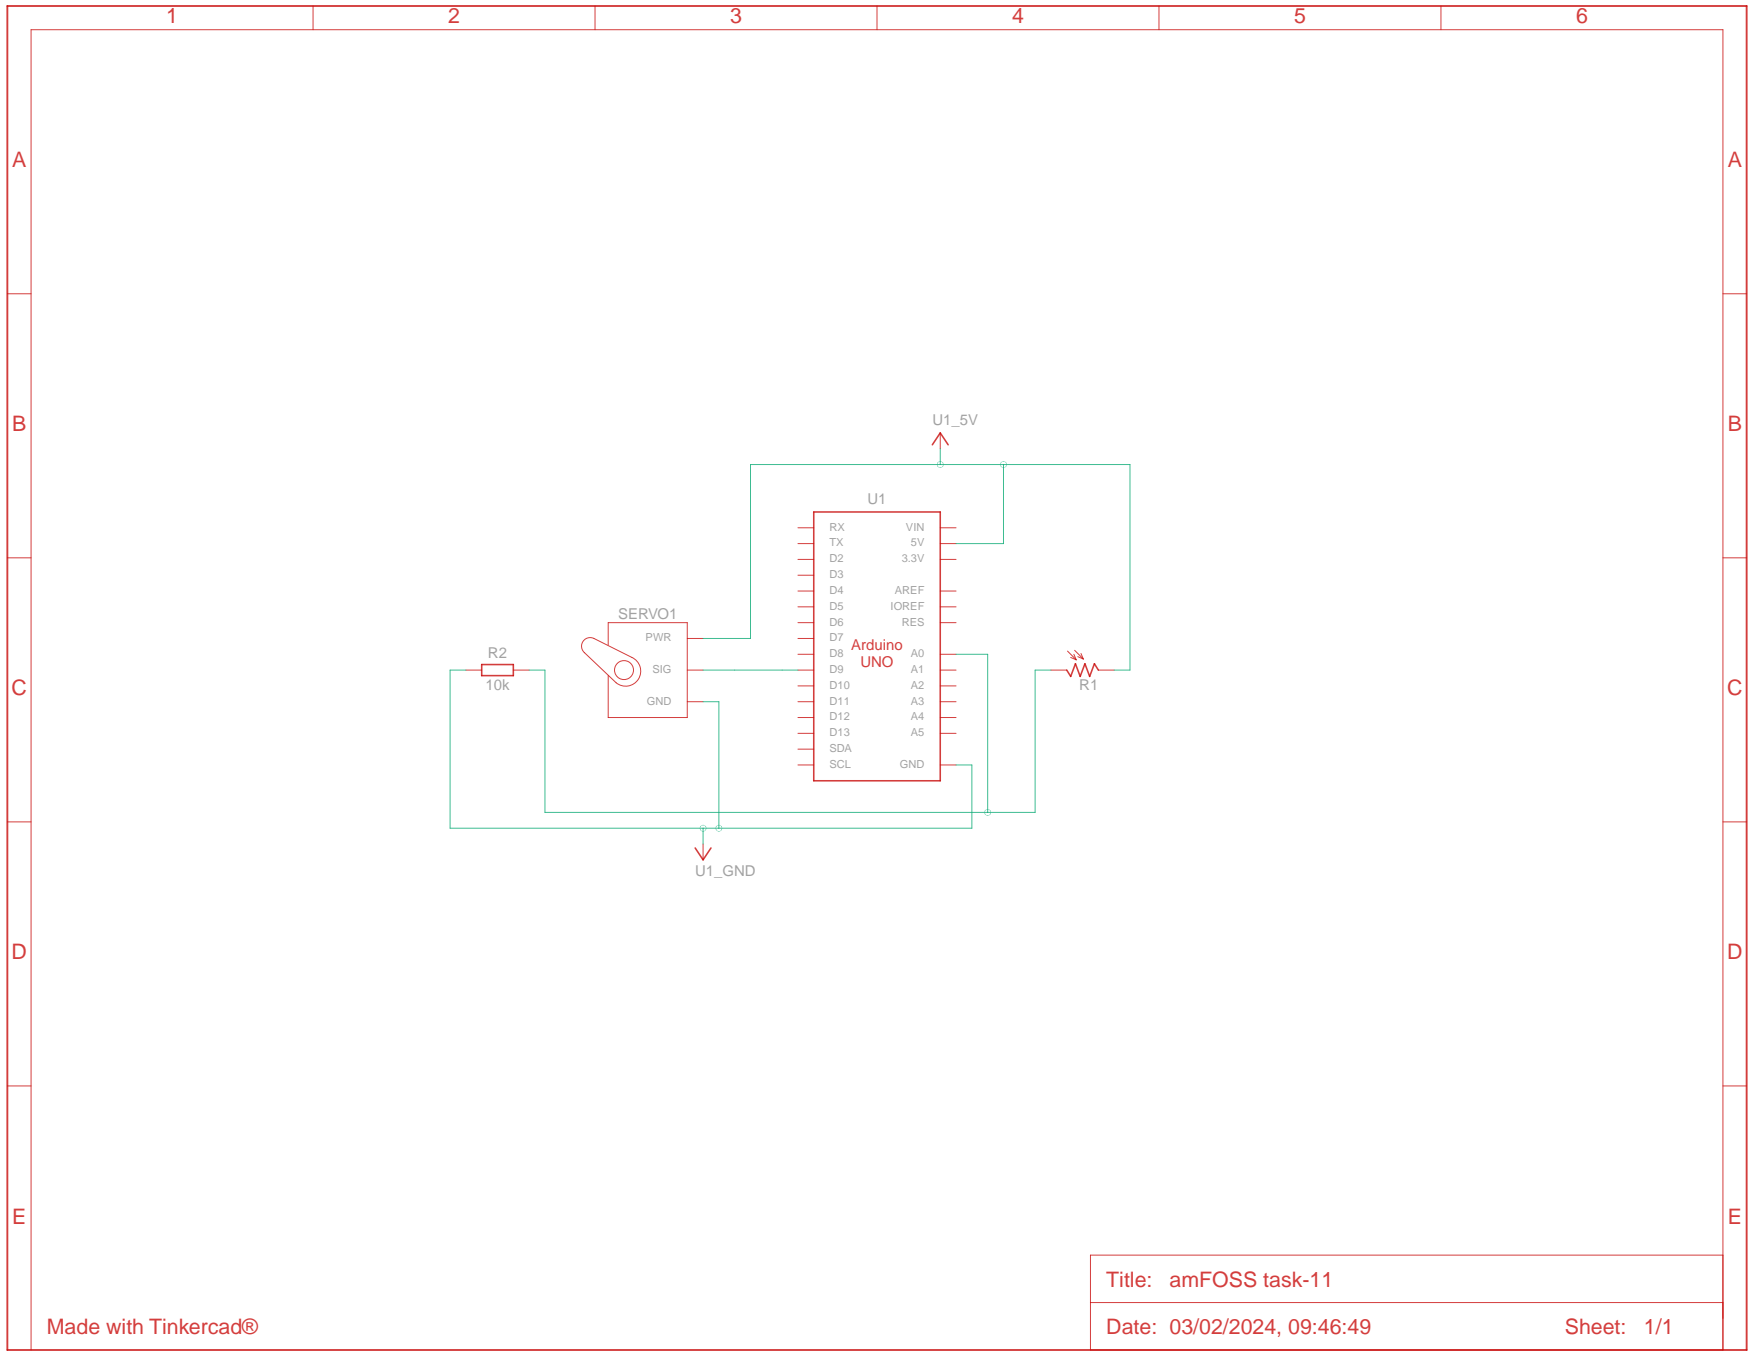 1 2 3 4 5 6
A A
B B
U1_5V
U1
RX VIN
TX 5V
D2 3.3V
D3
D4 AREF
D5 IOREF
D6 RES
D7
D8 A0
D9 A1
D10 A2
D11 A3
D12 A4
D13 A5
SDA
SCL GND
Arduino
UNO
SERVO1
PWR
SIG
GND
R2
10k
R1
C C
U1_GND
D D
E E
Title: amFOSS task-11
Date: 03/02/2024, 09:46:49 Sheet: 1/1
Made with Tinkercad®